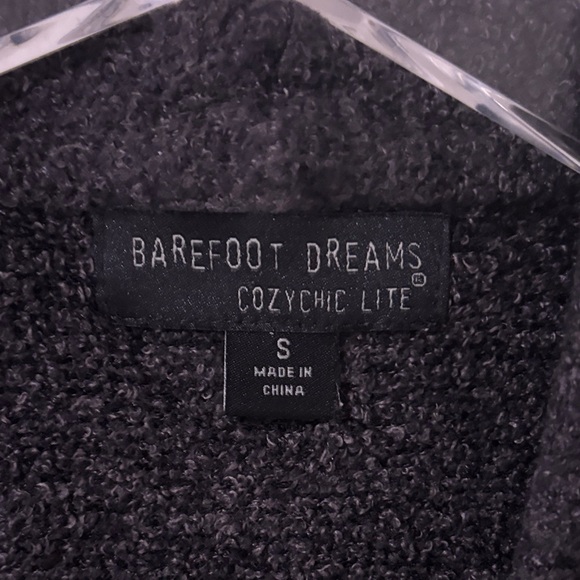 BAREFOOT DREAMS
COZYCHIC LITE®
S
MADE IN
CHINA